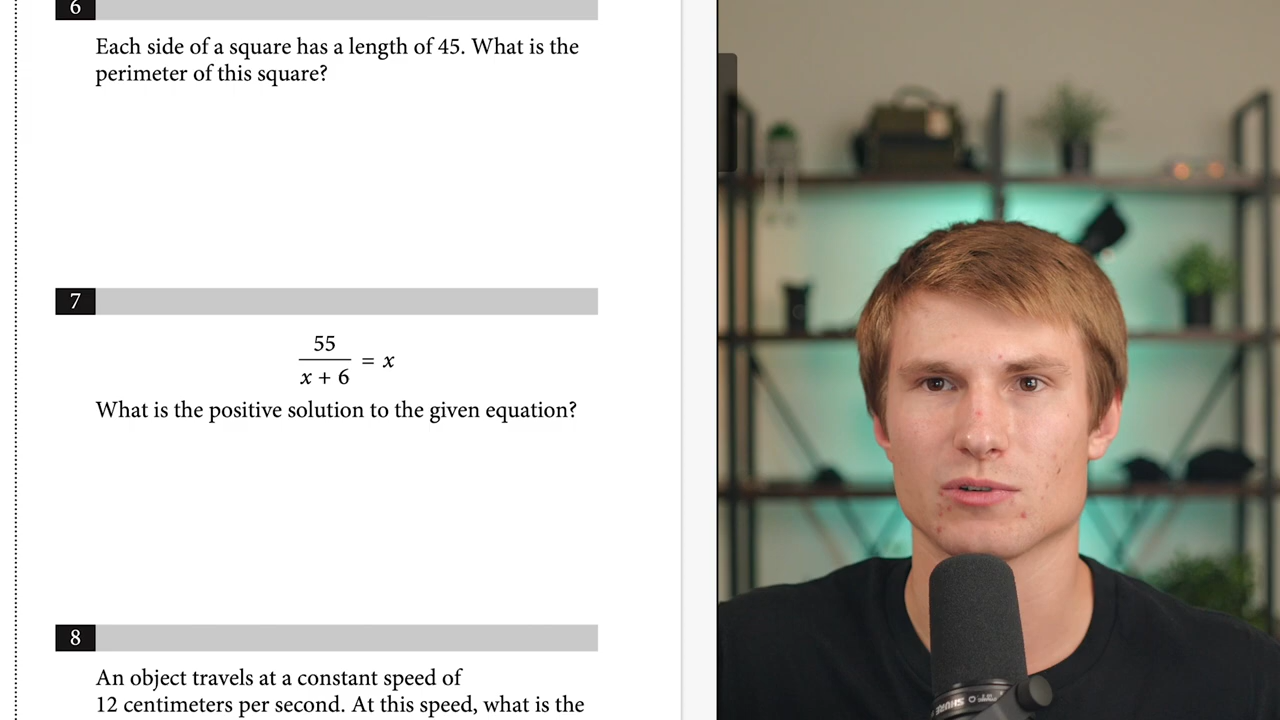 6
Each side of a square has a length of 45. What is the
perimeter of this square?
7
55
x + 6
= x
What is the positive solution to the given equation?
8
An object travels at a constant speed of
12 centimeters per second. At this speed, what is the
SHURE